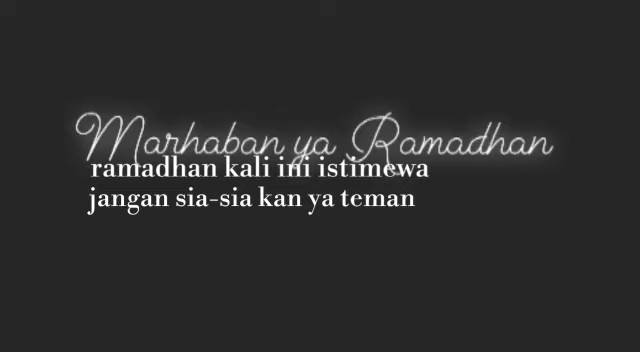 Marhaban ya Ramadhan
ramadhan kali ini istimewa
jangan sia-sia kan ya teman